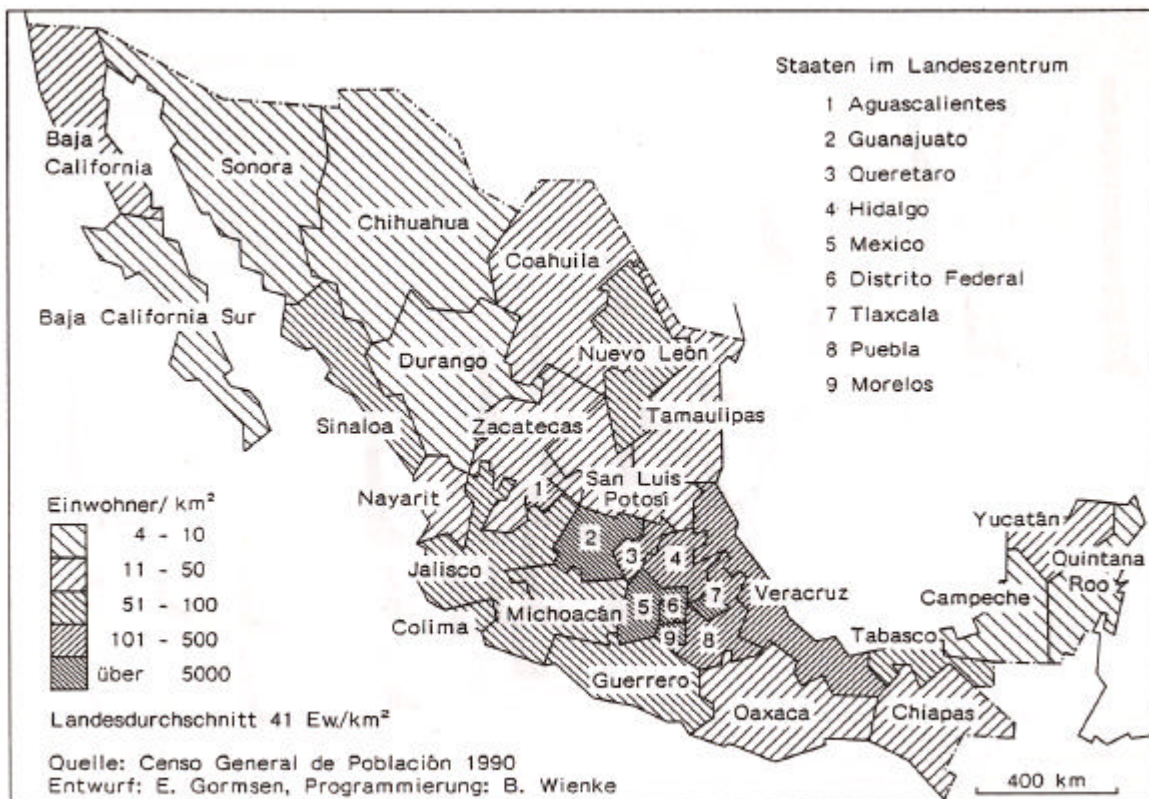 Staaten im Landeszentrum
1 Aguascalientes
2 Guanajuato
3 Queretaro
4 Hidalgo
5 Mexico
6 Distrito Federal
7 Tlaxcala
8 Puebla
9 Morelos
Baja
California
Sonora
Chihuahua
Coahuila
Baja California Sur
Durango
Nuevo León
Sinaloa
Zacatecas
Tamaulipas
Nayarit
1
San Luis
Potosí
2
3
4
Jalisco
Michoacán
5
6
7
Veracruz
Colima
9
8
Guerrero
Oaxaca
Chiapas
Tabasco
Campeche
Yucatán
Quintana
Roo
Einwohner/ km²
4 - 10
11 - 50
51 - 100
101 - 500
über 5000
Landesdurchschnitt 41 Ew./km²
Quelle: Censo General de Población 1990
Entwurf: E. Gormsen, Programmierung: B. Wienke
400 km